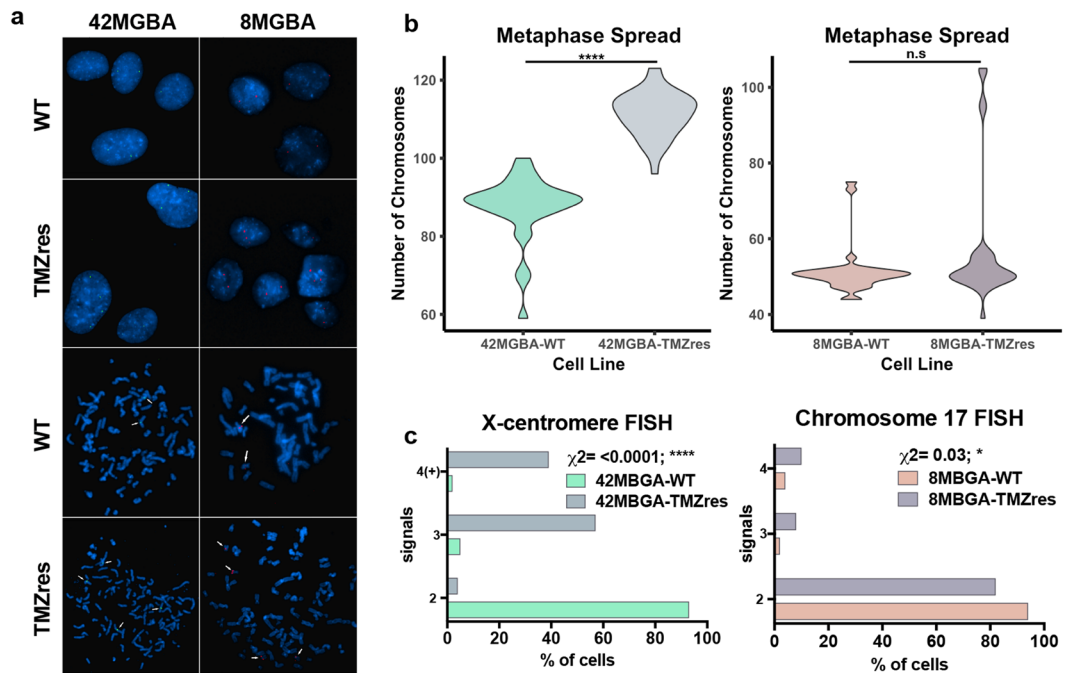 a
42MGBA 8MGBA
WT
TMZres
WT
TMZres
b
Metaphase Spread
****
Number of Chromosomes
120
100
80
60
42MGBA-WT 42MGBA-TMZres
Cell Line
Metaphase Spread
n.s
Number of Chromosomes
100
80
60
40
8MGBA-WT 8MGBA-TMZres
Cell Line
c
X-centromere FISH
χ2= <0.0001; ****
42MBGA-WT
42MBGA-TMZres
signals
4(+)
3
2
0 20 40 60 80 100
% of cells
Chromosome 17 FISH
χ2= 0.03; *
8MBGA-WT
8MBGA-TMZres
signals
4
3
2
0 20 40 60 80 100
% of cells